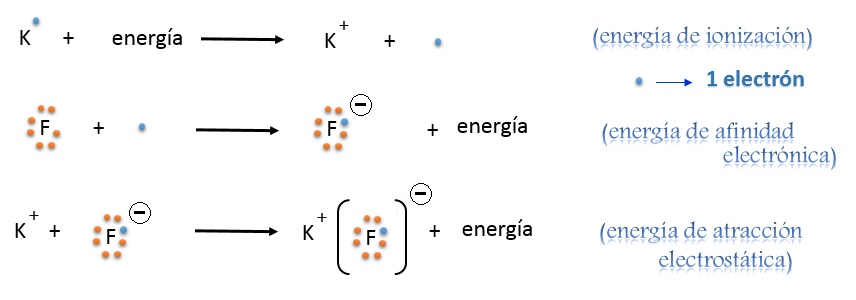 K + energía K+ + (energía de ionización)
1 electrón
F + F − + energía (energía de afinidad
electrónica)
K+ + F − K+ ( F ) − + energía (energía de atracción
electrostática)